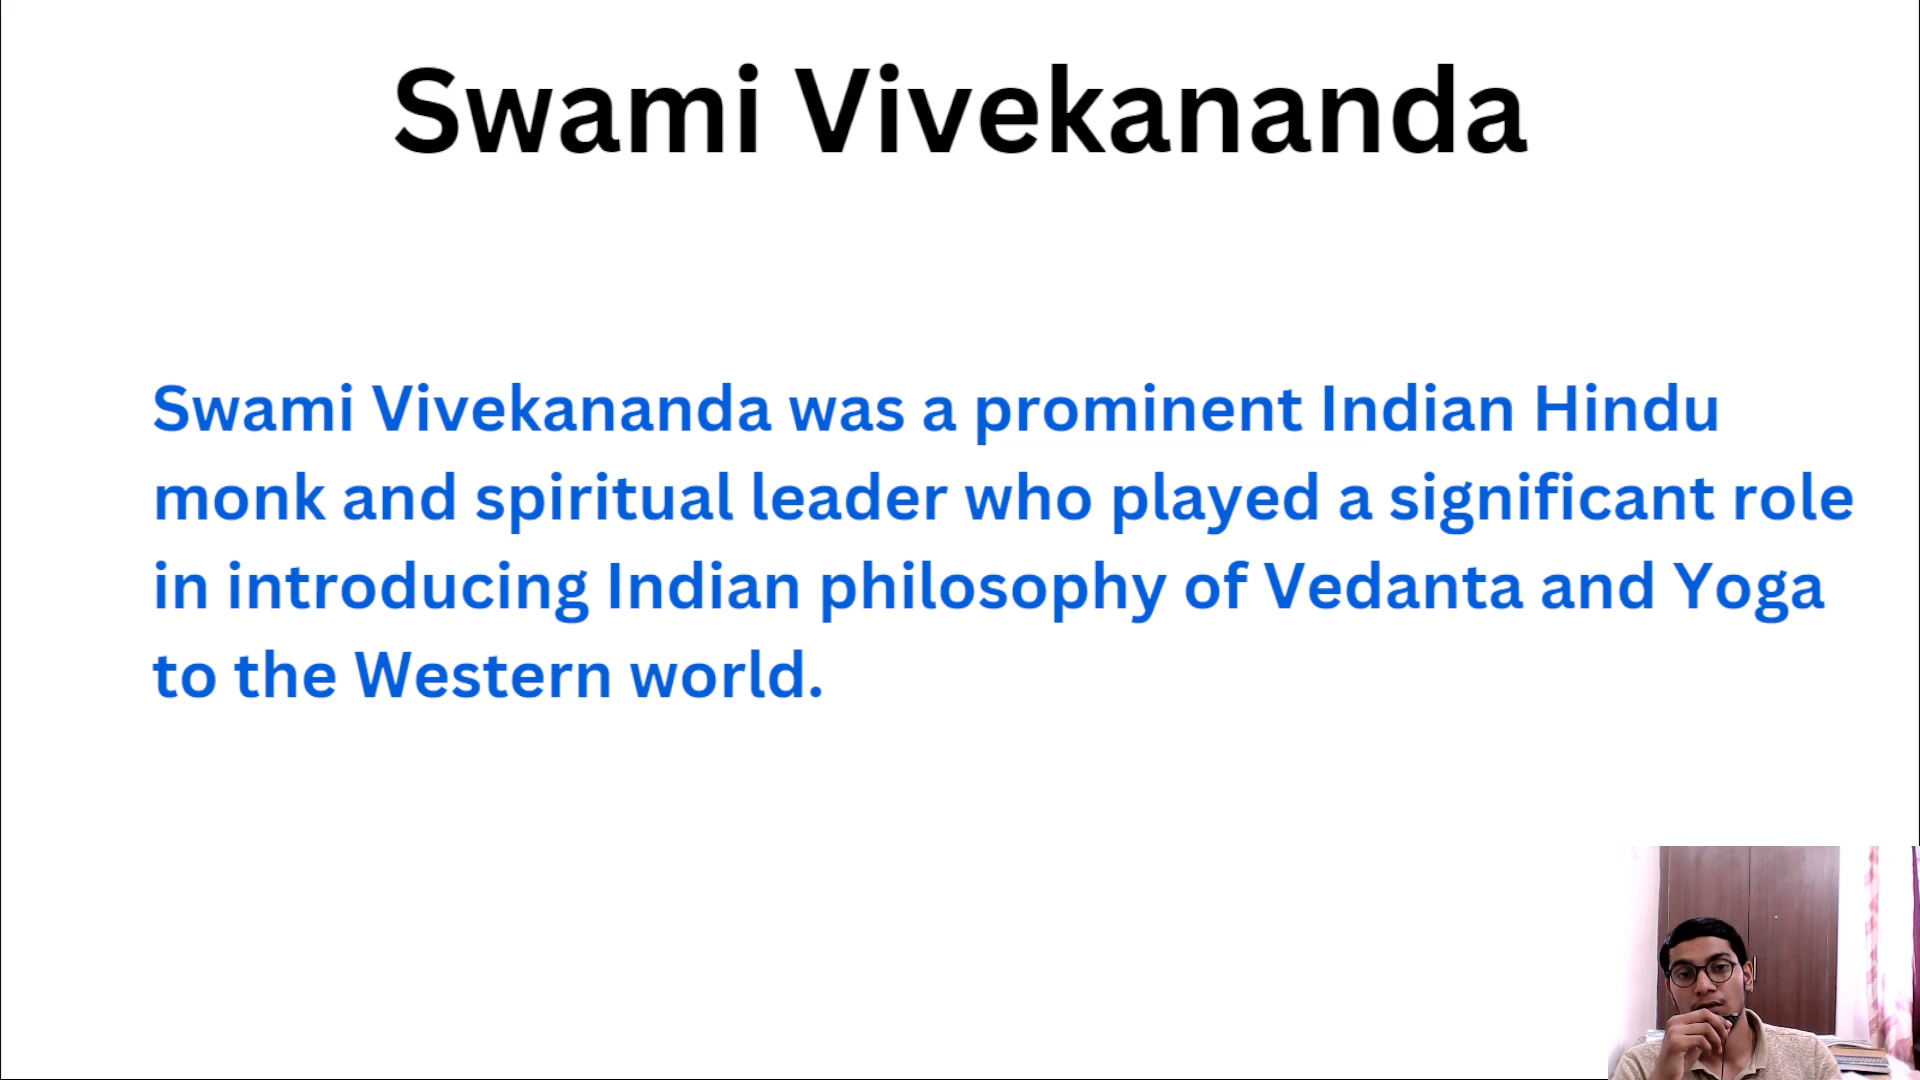 Swami Vivekananda
Swami Vivekananda was a prominent Indian Hindu
monk and spiritual leader who played a significant role
in introducing Indian philosophy of Vedanta and Yoga
to the Western world.